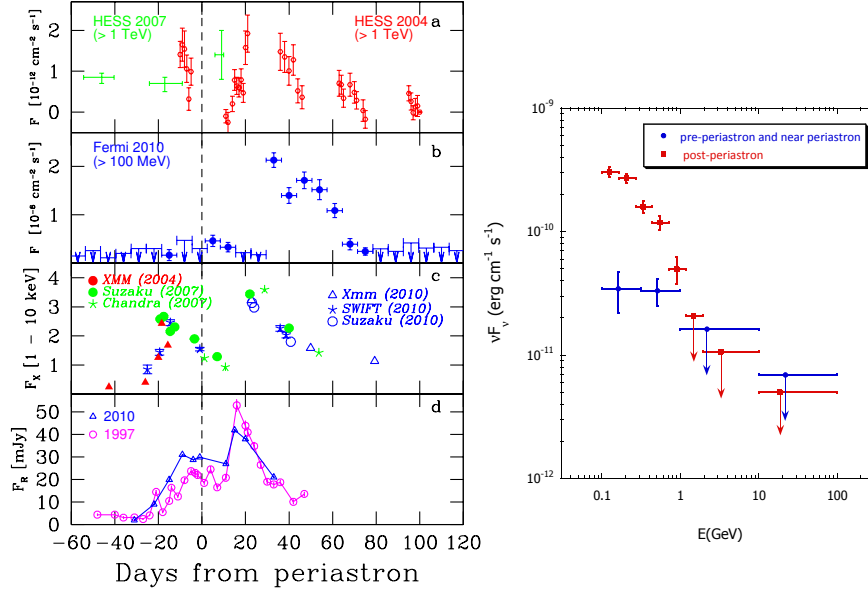 HESS 2007
(> 1 TeV)
HESS 2004
(> 1 TeV)
a
F [10⁻¹² cm⁻² s⁻¹]
2
1
0
Fermi 2010
(> 100 MeV)
b
F [10⁻⁶ cm⁻² s⁻¹]
2
1
0
XMM (2004)
Suzaku (2007)
Chandra (2007)
c
Xmm (2010)
SWIFT (2010)
Suzaku (2010)
F_X [1 - 10 keV]
4
3
2
1
2010
1997
d
F_R [mJy]
50
40
30
20
10
0
-60 -40 -20 0 20 40 60 80 100 120
Days from periastron
pre-periastron and near periastron
post-periastron
νF_ν (erg cm⁻¹ s⁻¹)
10⁻⁹
10⁻¹⁰
10⁻¹¹
10⁻¹²
0.1 1 10 100
E(GeV)